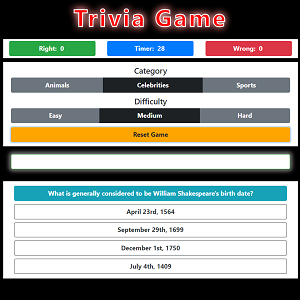 Trivia Game
Right: 0 Timer: 28 Wrong: 0
Category
Animals Celebrities Sports
Difficulty
Easy Medium Hard
Reset Game
What is generally considered to be William Shakespeare's birth date?
April 23rd, 1564
September 29th, 1699
December 1st, 1750
July 4th, 1409